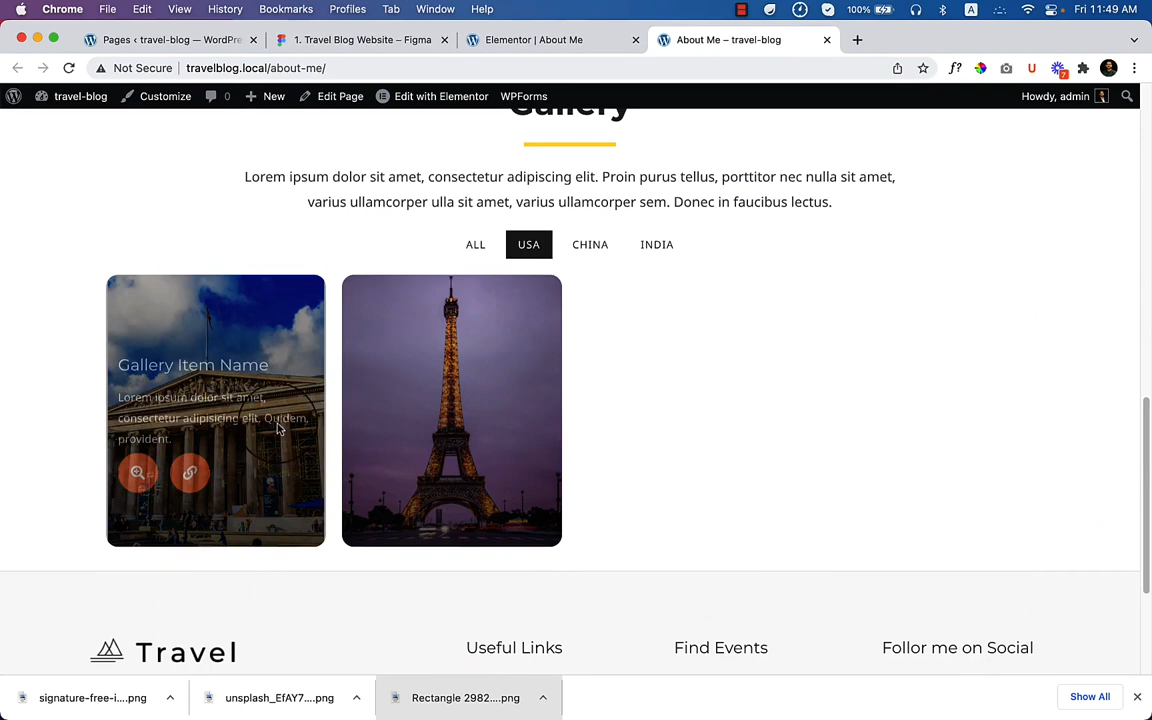 Chrome File Edit View History Bookmarks Profiles Tab Window Help 100% A Fri 11:49 AM
Pages ‹ travel-blog — WordPre 1. Travel Blog Website – Figma Elementor | About Me About Me – travel-blog
Not Secure travelblog.local/about-me/ f? U 7
travel-blog Customize 0 New Edit Page Edit with Elementor WPForms Howdy, admin
Gallery
Lorem ipsum dolor sit amet, consectetur adipiscing elit. Proin purus tellus, porttitor nec nulla sit amet,
varius ullamcorper ulla sit amet, varius ullamcorper sem. Donec in faucibus lectus.
ALL USA CHINA INDIA
Gallery Item Name
Lorem ipsum dolor sit amet,
consectetur adipisicing elit. Quidem,
provident.
Travel Useful Links Find Events Follor me on Social
signature-free-i....png unsplash_EfAY7....png Rectangle 2982....png Show All